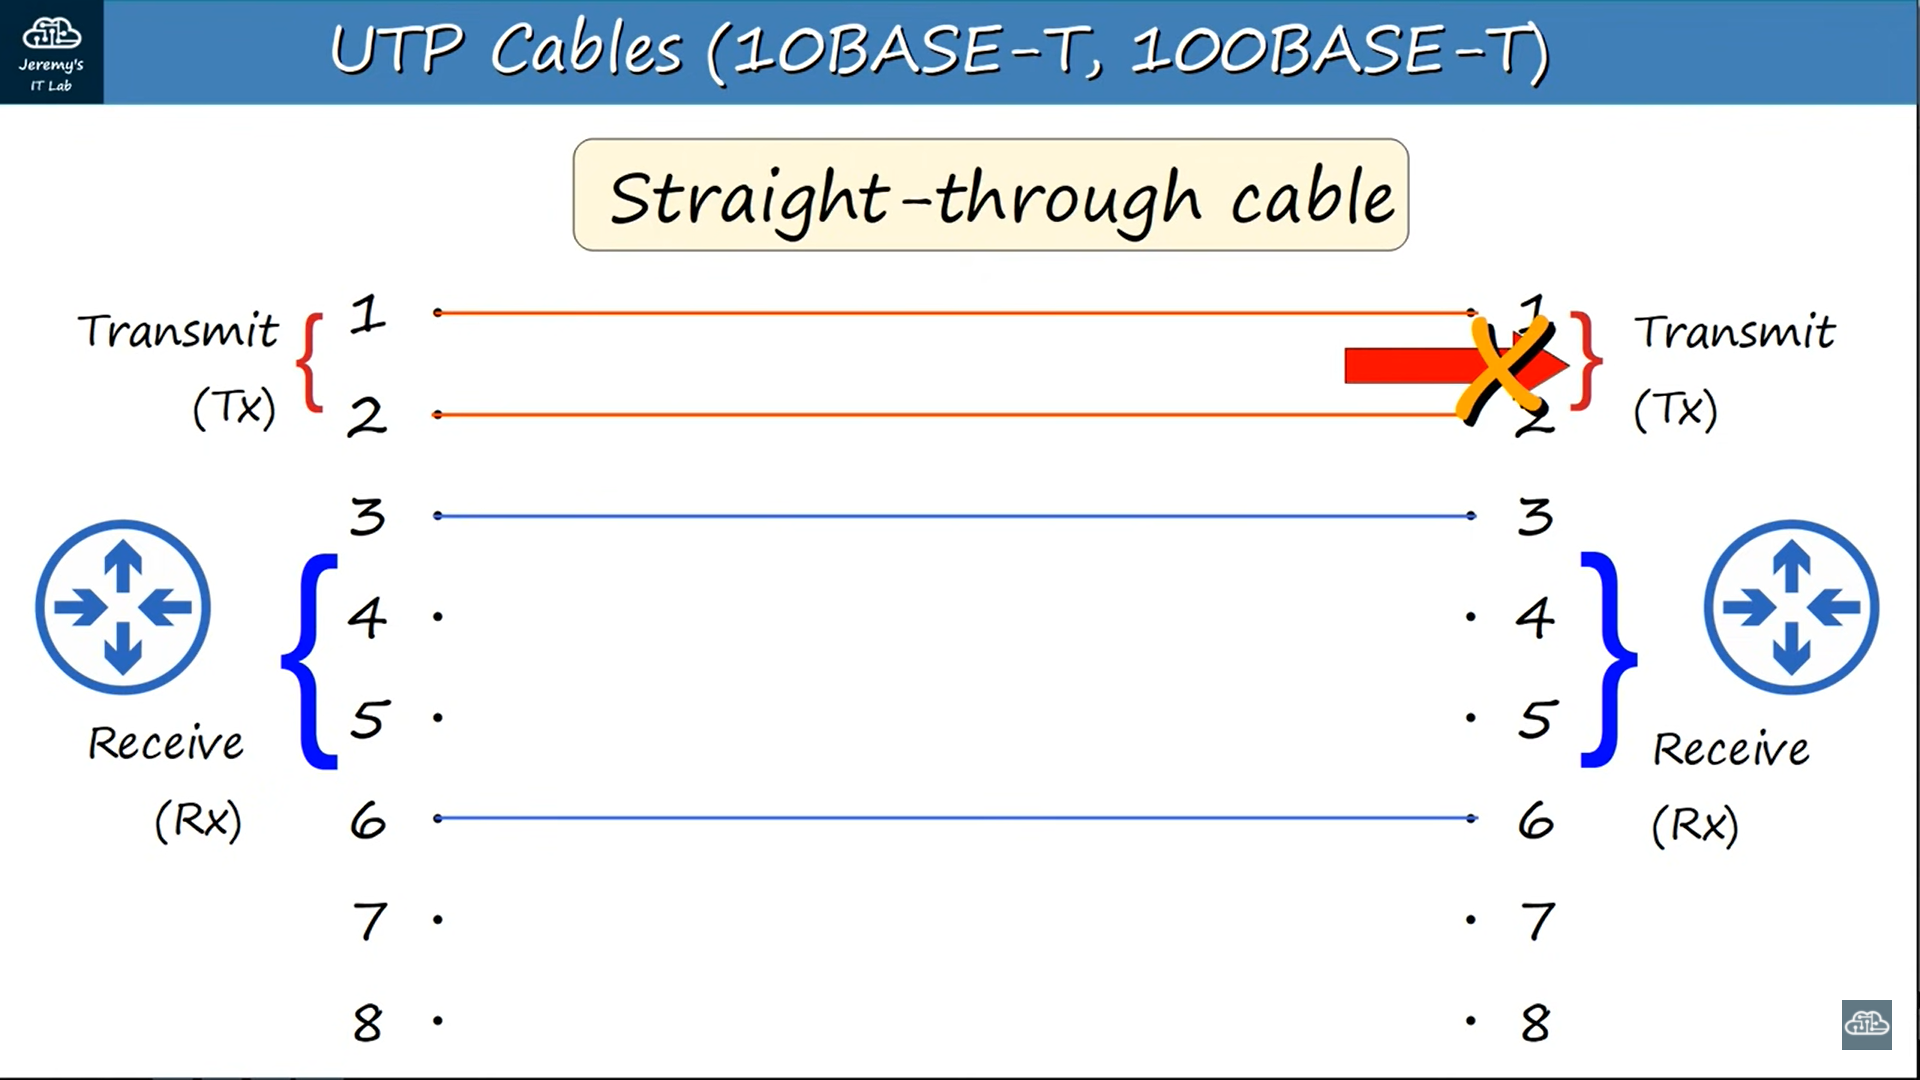 Jeremy's
IT Lab
UTP Cables (10BASE-T, 100BASE-T)
Straight-through cable
Transmit
(Tx)
1
1
Transmit
(Tx)
2
2
3
3
4
4
5
5
Receive
(Rx)
Receive
(Rx)
6
6
7
7
8
8